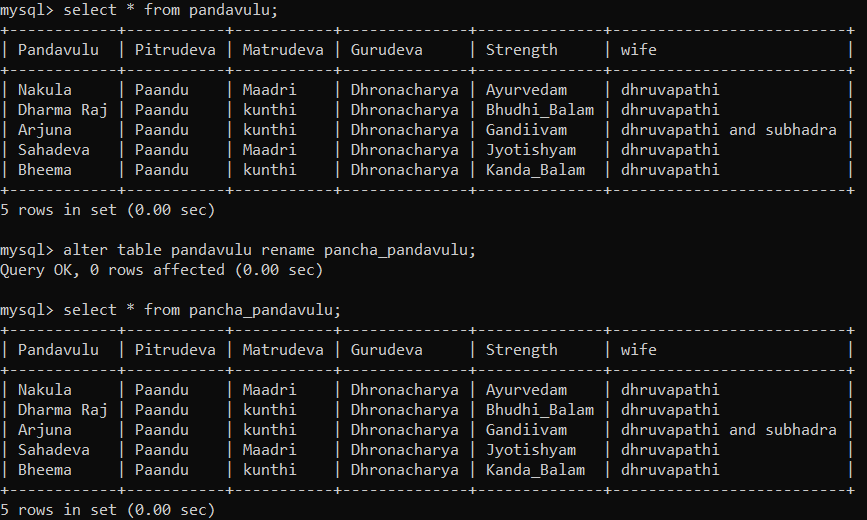 mysql> select * from pandavulu;
+------------+-----------+-----------+--------------+--------------+--------------------------+
| Pandavulu  | Pitrudeva | Matrudeva | Gurudeva     | Strength     | wife                     |
+------------+-----------+-----------+--------------+--------------+--------------------------+
| Nakula     | Paandu    | Maadri    | Dhronacharya | Ayurvedam    | dhruvapathi              |
| Dharma Raj | Paandu    | kunthi    | Dhronacharya | Bhudhi_Balam | dhruvapathi              |
| Arjuna     | Paandu    | kunthi    | Dhronacharya | Gandiivam    | dhruvapathi and subhadra |
| Sahadeva   | Paandu    | Maadri    | Dhronacharya | Jyotishyam   | dhruvapathi              |
| Bheema     | Paandu    | kunthi    | Dhronacharya | Kanda_Balam  | dhruvapathi              |
+------------+-----------+-----------+--------------+--------------+--------------------------+
5 rows in set (0.00 sec)
mysql> alter table pandavulu rename pancha_pandavulu;
Query OK, 0 rows affected (0.00 sec)
mysql> select * from pancha_pandavulu;
+------------+-----------+-----------+--------------+--------------+--------------------------+
| Pandavulu  | Pitrudeva | Matrudeva | Gurudeva     | Strength     | wife                     |
+------------+-----------+-----------+--------------+--------------+--------------------------+
| Nakula     | Paandu    | Maadri    | Dhronacharya | Ayurvedam    | dhruvapathi              |
| Dharma Raj | Paandu    | kunthi    | Dhronacharya | Bhudhi_Balam | dhruvapathi              |
| Arjuna     | Paandu    | kunthi    | Dhronacharya | Gandiivam    | dhruvapathi and subhadra |
| Sahadeva   | Paandu    | Maadri    | Dhronacharya | Jyotishyam   | dhruvapathi              |
| Bheema     | Paandu    | kunthi    | Dhronacharya | Kanda_Balam  | dhruvapathi              |
+------------+-----------+-----------+--------------+--------------+--------------------------+
5 rows in set (0.00 sec)